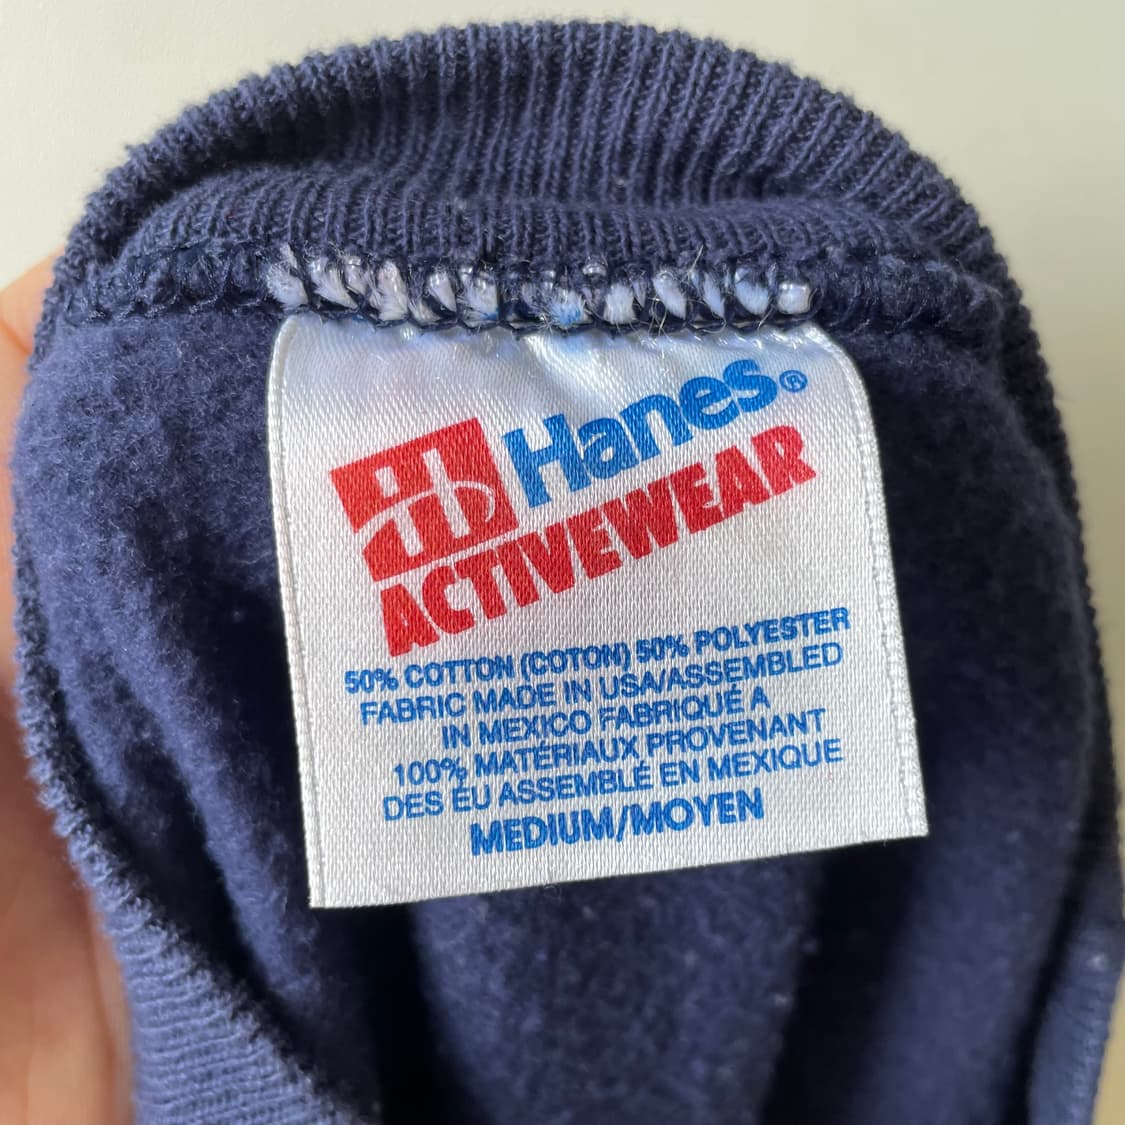 Hanes®
ACTIVEWEAR
50% COTTON (COTON) 50% POLYESTER
FABRIC MADE IN USA/ASSEMBLED
IN MEXICO FABRIQUÉ A
100% MATÉRIAUX PROVENANT
DES ÉU ASSEMBLÉ EN MEXIQUE
MEDIUM/MOYEN